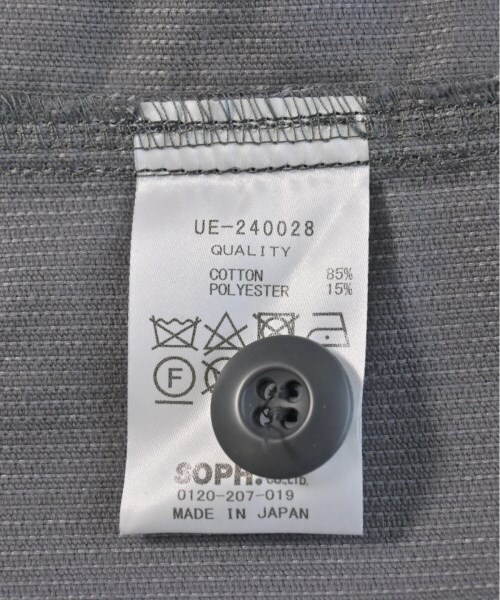 UE-240028
QUALITY
COTTON 85%
POLYESTER 15%
F
SOPH.
CO.,LTD.
0120-207-019
MADE IN JAPAN